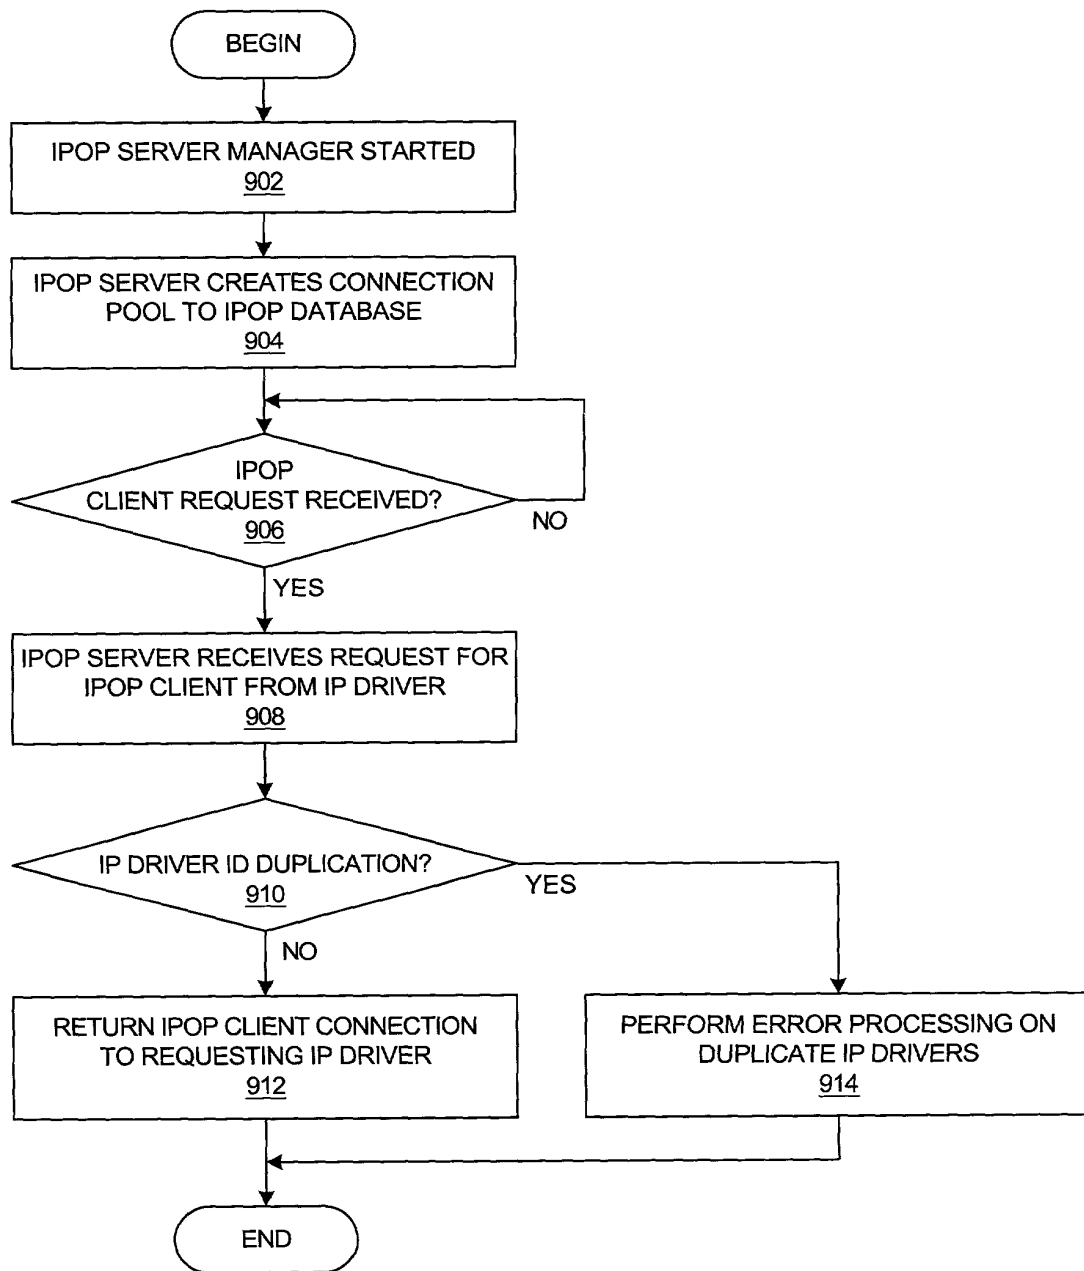 BEGIN
IPOP SERVER MANAGER STARTED
902
IPOP SERVER CREATES CONNECTION
POOL TO IPOP DATABASE
904
IPOP
CLIENT REQUEST RECEIVED?
906
NO
YES
IPOP SERVER RECEIVES REQUEST FOR
IPOP CLIENT FROM IP DRIVER
908
IP DRIVER ID DUPLICATION?
910
YES
NO
RETURN IPOP CLIENT CONNECTION
TO REQUESTING IP DRIVER
912
PERFORM ERROR PROCESSING ON
DUPLICATE IP DRIVERS
914
END